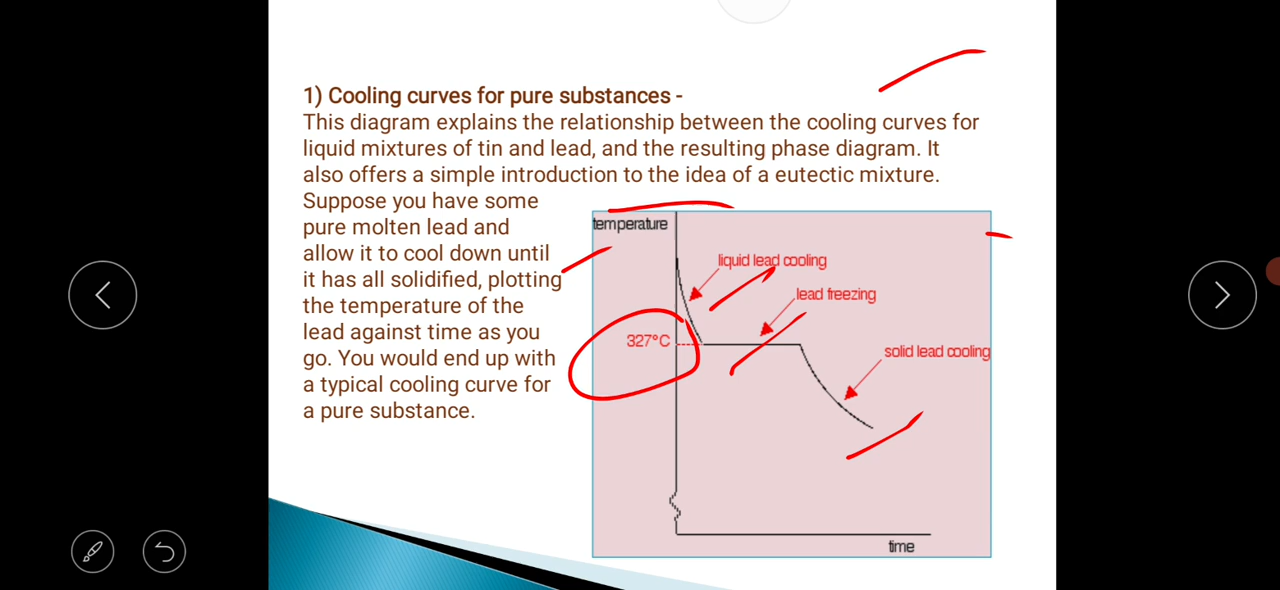 1) Cooling curves for pure substances -
This diagram explains the relationship between the cooling curves for
liquid mixtures of tin and lead, and the resulting phase diagram. It
also offers a simple introduction to the idea of a eutectic mixture.
Suppose you have some
pure molten lead and
allow it to cool down until
it has all solidified, plotting
the temperature of the
lead against time as you
go. You would end up with
a typical cooling curve for
a pure substance.
temperature
liquid lead cooling
lead freezing
327°C
solid lead cooling
time